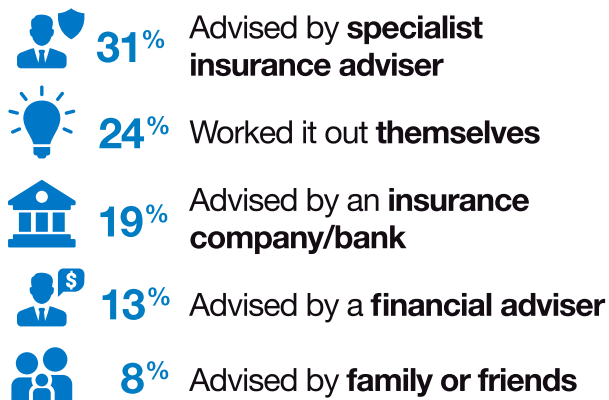 31% Advised by specialist
insurance adviser
24% Worked it out themselves
19% Advised by an insurance
company/bank
$
13% Advised by a financial adviser
8% Advised by family or friends